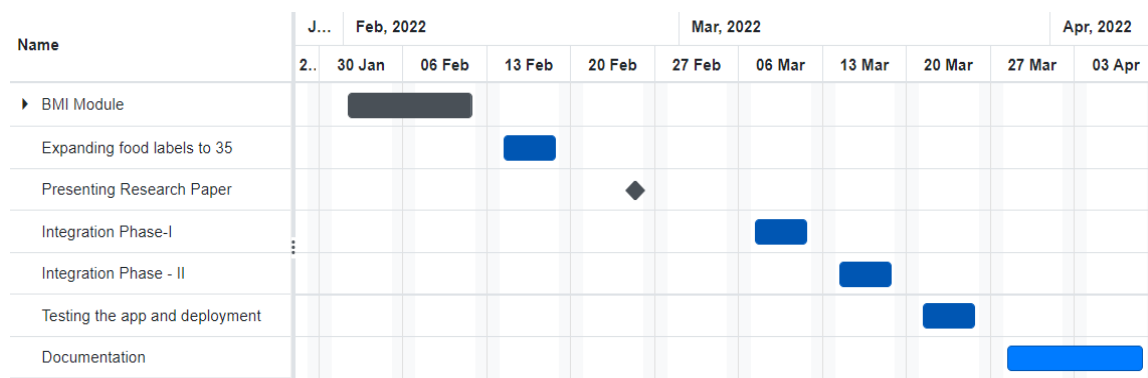 Name
J... Feb, 2022 Mar, 2022 Apr, 2022
2.. 30 Jan 06 Feb 13 Feb 20 Feb 27 Feb 06 Mar 13 Mar 20 Mar 27 Mar 03 Apr
BMI Module
Expanding food labels to 35
Presenting Research Paper
Integration Phase-I
Integration Phase - II
Testing the app and deployment
Documentation